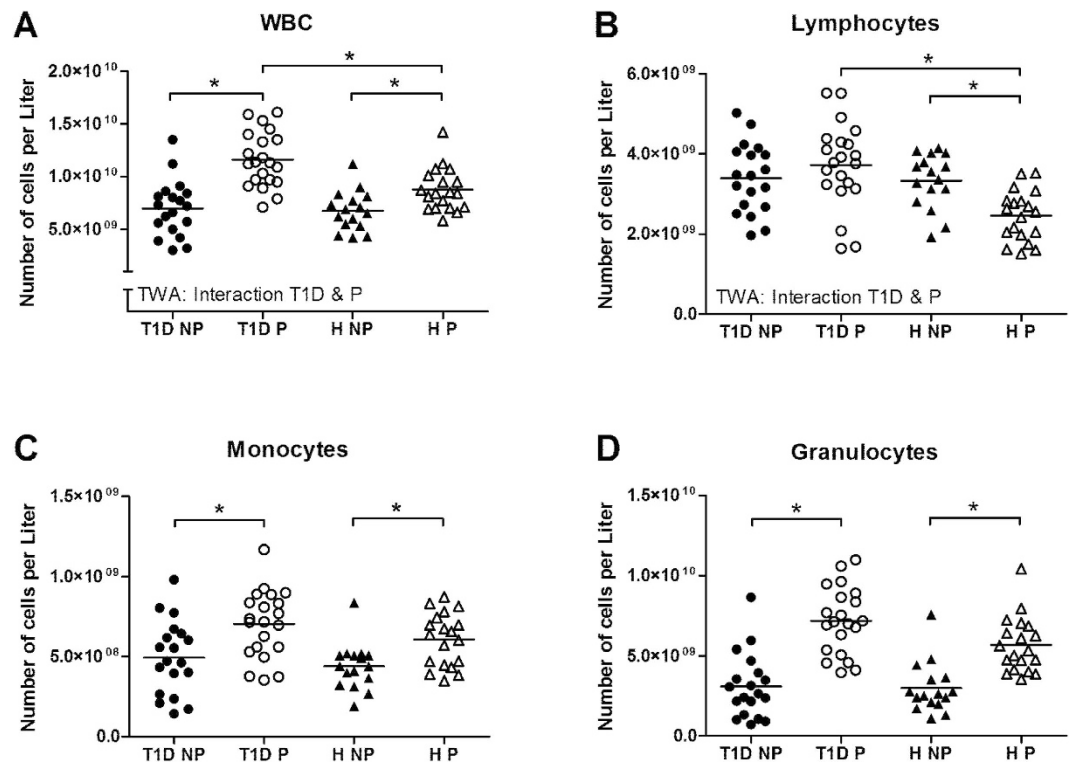 A
WBC
Number of cells per Liter
2.0×10¹⁰
1.5×10¹⁰
1.0×10¹⁰
5.0×10⁰⁹
*
*
*
TWA: Interaction T1D & P
T1D NP
T1D P
H NP
H P
B
Lymphocytes
Number of cells per Liter
6.0×10⁰⁹
4.0×10⁰⁹
2.0×10⁰⁹
0.0
*
*
TWA: Interaction T1D & P
T1D NP
T1D P
H NP
H P
C
Monocytes
Number of cells per Liter
1.5×10⁰⁹
1.0×10⁰⁹
5.0×10⁰⁸
0.0
*
*
T1D NP
T1D P
H NP
H P
D
Granulocytes
Number of cells per Liter
1.5×10¹⁰
1.0×10¹⁰
5.0×10⁰⁹
0.0
*
*
T1D NP
T1D P
H NP
H P